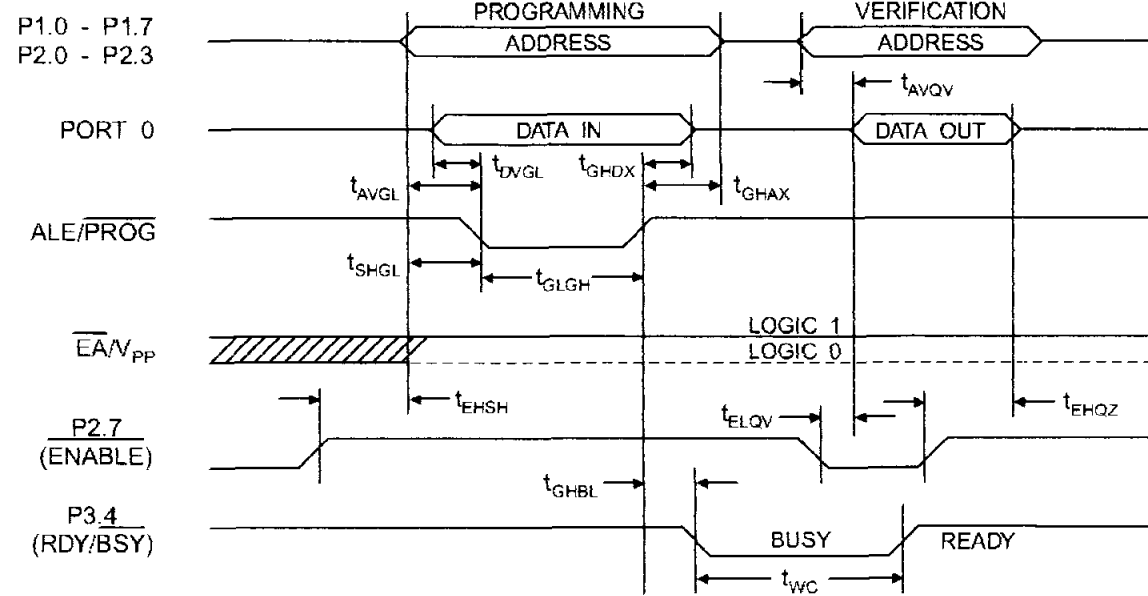 PROGRAMMING
VERIFICATION
P1.0 - P1.7
P2.0 - P2.3
ADDRESS
ADDRESS
tAVQV
PORT 0
DATA IN
DATA OUT
tDVGL
tGHDX
tAVGL
tGHAX
ALE/PROG
tSHGL
tGLGH
LOGIC 1
EA/VPP
LOGIC 0
tEHSH
tELQV
tEHQZ
P2.7
(ENABLE)
tGHBL
P3.4
(RDY/BSY)
BUSY
READY
tWC